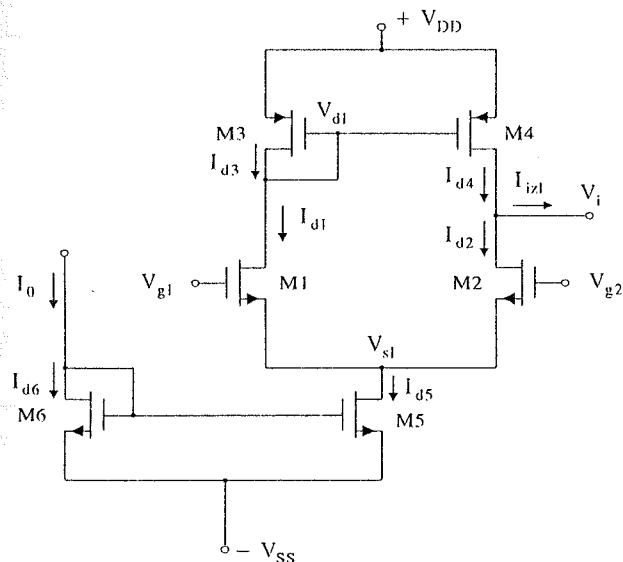 + V_DD
V_d1
M3
M4
I_d3
I_d4
I_izl
V_i
I_d1
I_d2
V_g1
M1
M2
V_g2
I_0
V_s1
I_d6
I_d5
M6
M5
− V_SS